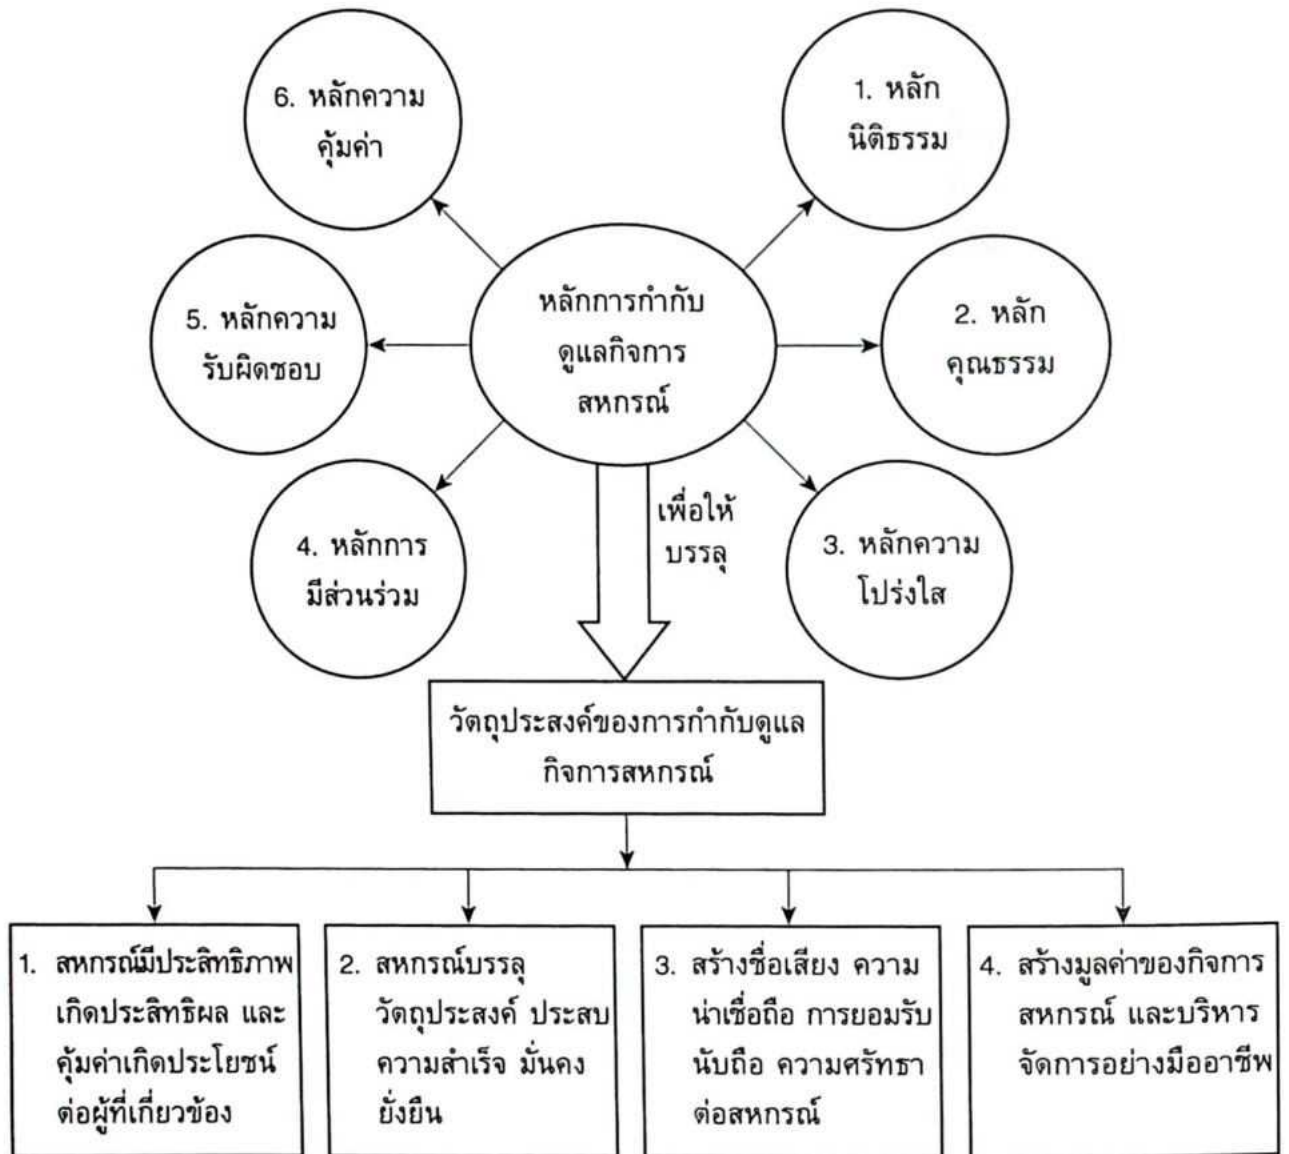 6. หลักความ
คุ้มค่า
1. หลัก
นิติธรรม
5. หลักความ
รับผิดชอบ
หลักการกำกับ
ดูแลกิจการ
สหกรณ์
2. หลัก
คุณธรรม
4. หลักการ
มีส่วนร่วม
เพื่อให้
บรรลุ
3. หลักความ
โปร่งใส
วัตถุประสงค์ของการกำกับดูแล
กิจการสหกรณ์
1. สหกรณ์มีประสิทธิภาพ
เกิดประสิทธิผล และ
คุ้มค่าเกิดประโยชน์
ต่อผู้ที่เกี่ยวข้อง
2. สหกรณ์บรรลุ
วัตถุประสงค์ ประสบ
ความสำเร็จ มั่นคง
ยั่งยืน
3. สร้างชื่อเสียง ความ
น่าเชื่อถือ การยอมรับ
นับถือ ความศรัทธา
ต่อสหกรณ์
4. สร้างมูลค่าของกิจการ
สหกรณ์ และบริหาร
จัดการอย่างมืออาชีพ